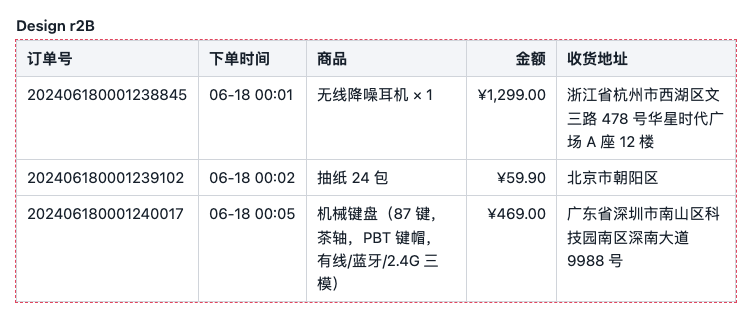 Design r2B
订单号 下单时间 商品 金额 收货地址
202406180001238845 06-18 00:01 无线降噪耳机 × 1 ¥1,299.00 浙江省杭州市西湖区文
三路 478 号华星时代广
场 A 座 12 楼
202406180001239102 06-18 00:02 抽纸 24 包 ¥59.90 北京市朝阳区
202406180001240017 06-18 00:05 机械键盘（87 键， ¥469.00 广东省深圳市南山区科
茶轴，PBT 键帽， 技园南区深南大道
有线/蓝牙/2.4G 三 9988 号
模）